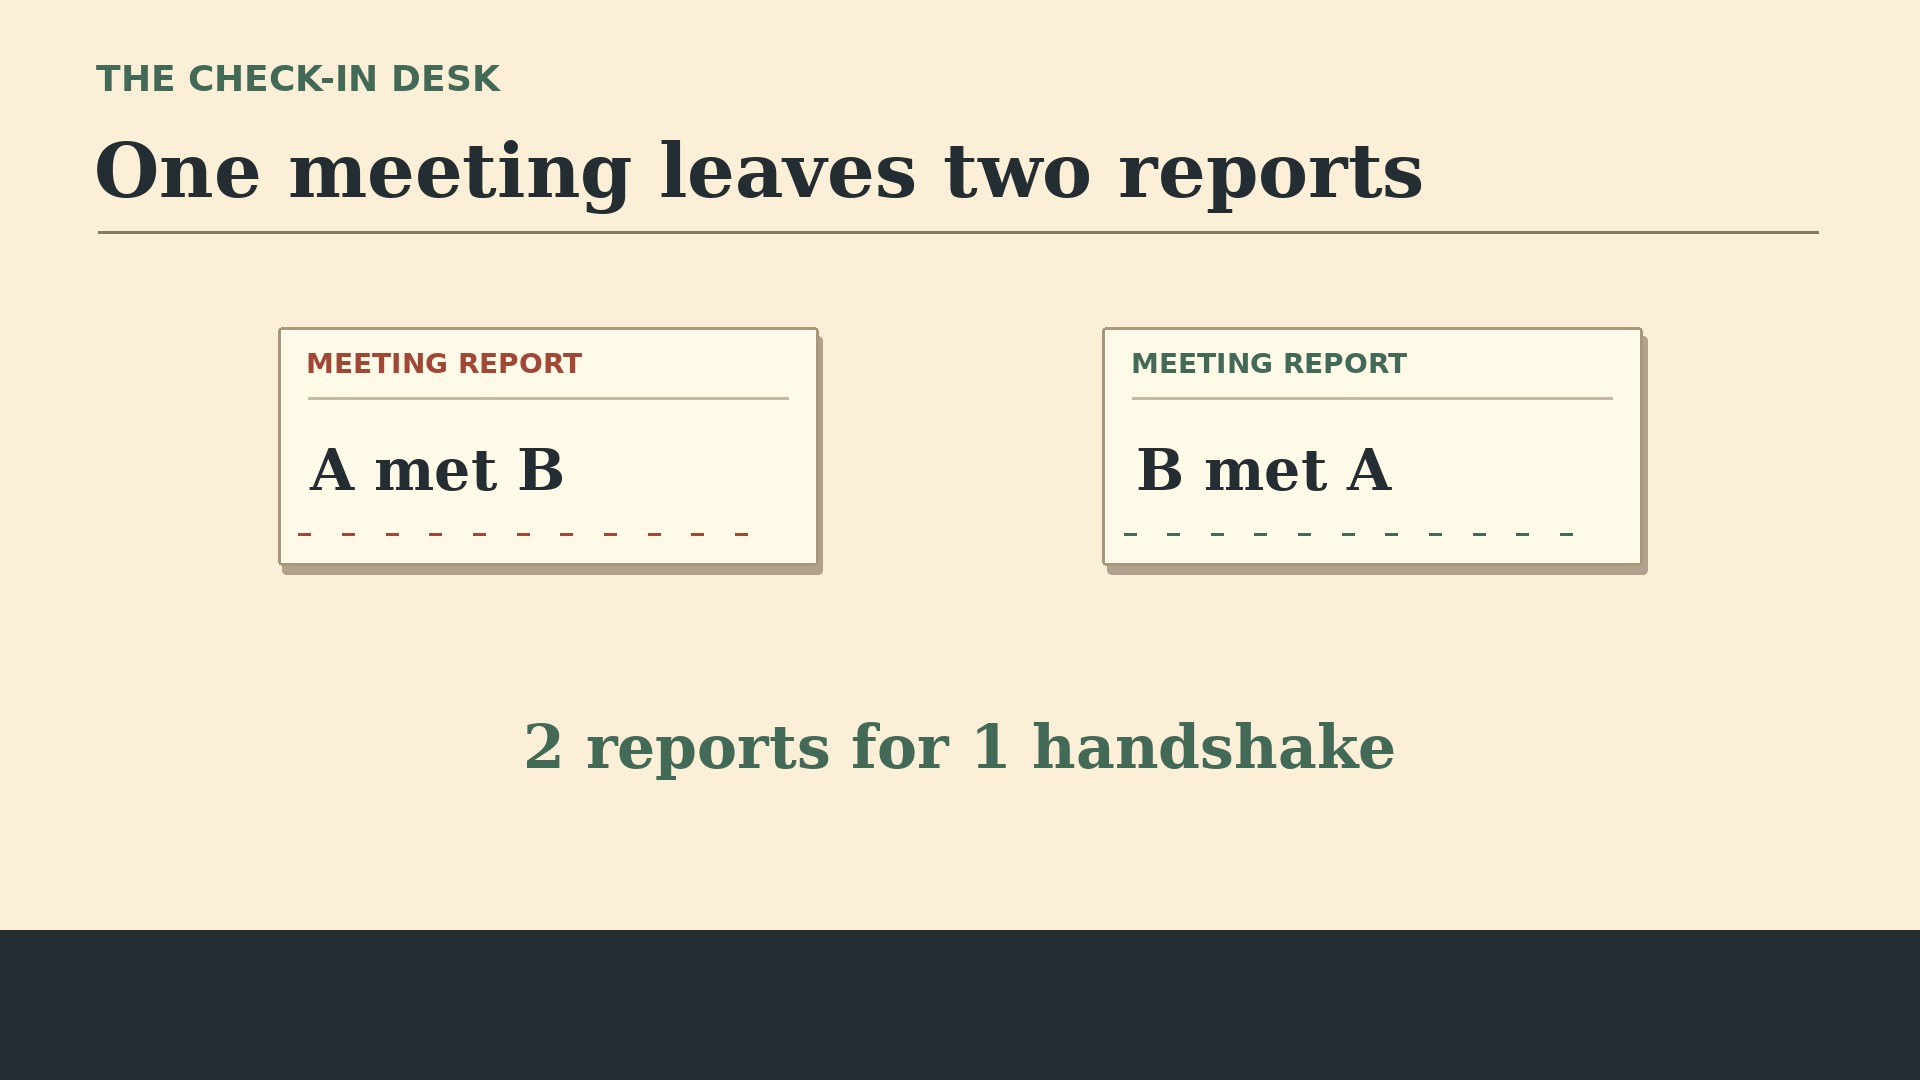 THE CHECK-IN DESK
One meeting leaves two reports
MEETING REPORT
A met B
MEETING REPORT
B met A
2 reports for 1 handshake